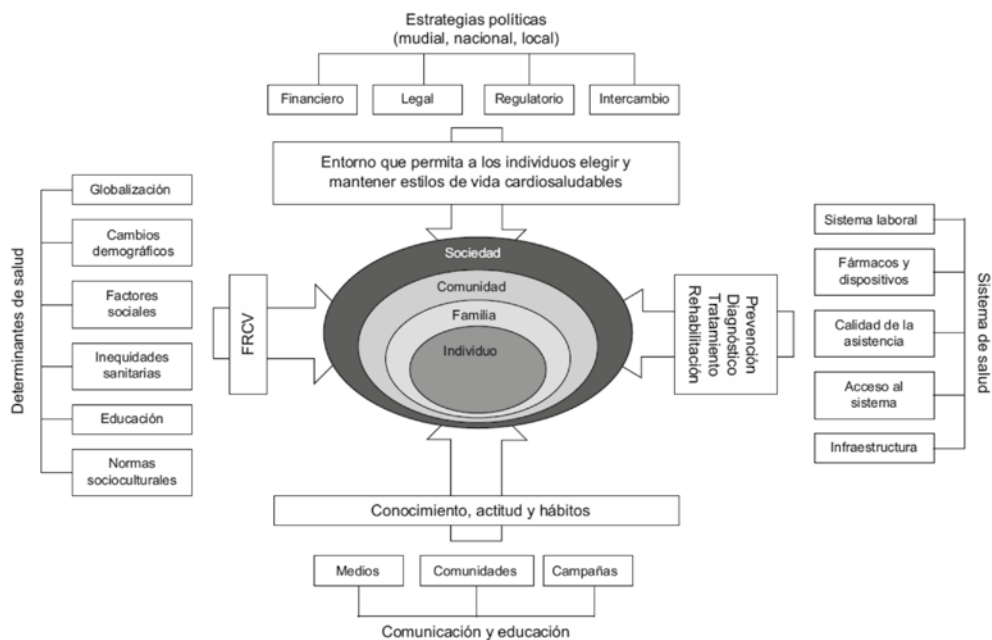 Estrategias políticas
(mudial, nacional, local)
Financiero
Legal
Regulatorio
Intercambio
Entorno que permita a los individuos elegir y
mantener estilos de vida cardiosaludables
Determinantes de salud
Globalización
Cambios
demográficos
Factores
sociales
Inequidades
sanitarias
Educación
Normas
socioculturales
FRCV
Sociedad
Comunidad
Familia
Individuo
Prevención
Diagnóstico
Tratamiento
Rehabilitación
Sistema laboral
Fármacos y
dispositivos
Calidad de la
asistencia
Acceso al
sistema
Infraestructura
Sistema de salud
Conocimiento, actitud y hábitos
Medios
Comunidades
Campañas
Comunicación y educación